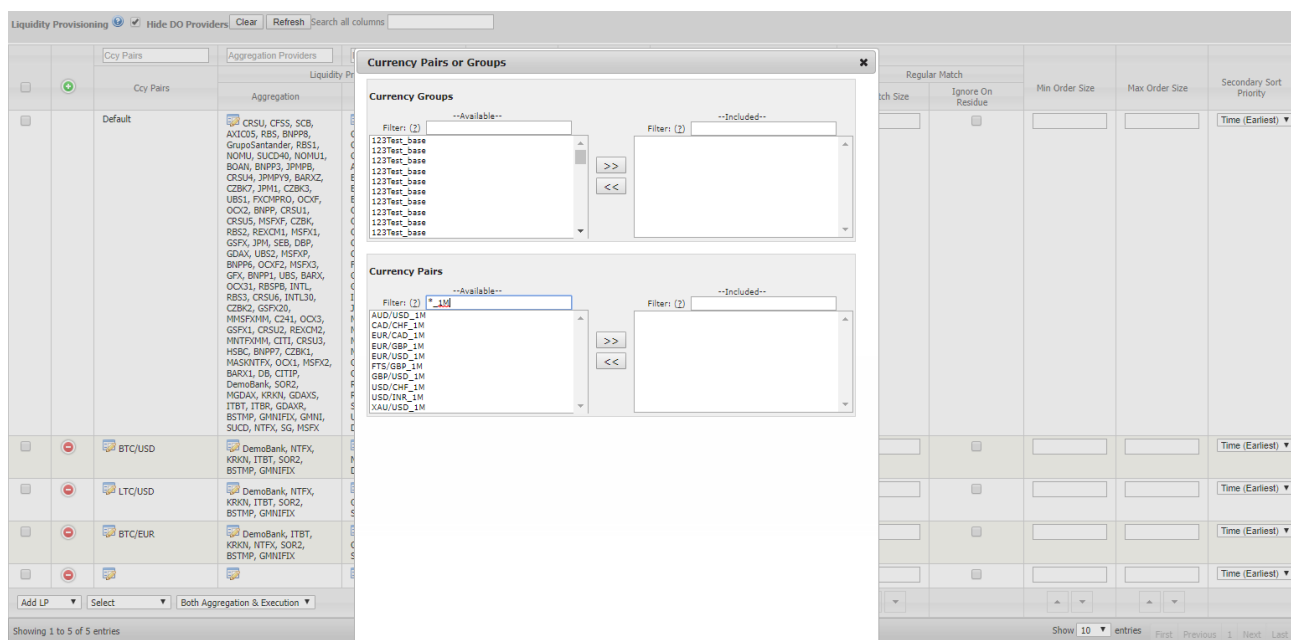 Liquidity Provisioning Hide DO Providers Clear Refresh Search all columns
Ccy Pairs Aggregation Providers
Liquidity Pr Regular Match
Ccy Pairs Aggregation tch Size Ignore On Residue Min Order Size Max Order Size Secondary Sort Priority
Currency Pairs or Groups
Currency Groups
--Available-- --Included--
Filter: (?) Filter: (?)
123Test_base
123Test_base
123Test_base
123Test_base
123Test_base
123Test_base
123Test_base
123Test_base
123Test_base
123Test_base
>>
<<
Currency Pairs
--Available-- --Included--
Filter: (?) *_1M Filter: (?)
AUD/USD_1M
CAD/CHF_1M
EUR/CAD_1M
EUR/GBP_1M
EUR/USD_1M
FTS/GBP_1M
GBP/USD_1M
USD/CHF_1M
USD/INR_1M
XAU/USD_1M
>>
<<
Default Time (Earliest)
CRSU, CFSS, SCB,
AXIC05, RBS, BNPP8,
GrupoSantander, RBS1,
NOMU, SUCD40, NOMU1,
BOAN, BNPP3, JPMPB,
CRSU4, JPMPY9, BARXZ,
CZBK7, JPM1, CZBK3,
UBS1, FXCMPRO, OCXF,
OCX2, BNPP, CRSU1,
CRSU5, MSFXF, CZBK,
RBS2, REXCM1, MSFX1,
GSFX, JPM, SEB, DBP,
GDAX, UBS2, MSFXP,
BNPP6, OCXF2, MSFX3,
GFX, BNPP1, UBS, BARX,
OCX31, RBSPB, INTL,
RBS3, CRSU6, INTL30,
CZBK2, GSFX20,
MMSFXMM, C241, OCX3,
GSFX1, CRSU2, REXCM2,
MNTFXMM, CITI, CRSU3,
HSBC, BNPP7, CZBK1,
MASKNTFX, OCX1, MSFX2,
BARX1, DB, CITIP,
DemoBank, SOR2,
MGDAX, KRKN, GDAXS,
ITBT, ITBR, GDAXR,
BSTMP, GMNIFIX, GMNI,
SUCD, NTFX, SG, MSFX
BTC/USD DemoBank, NTFX, Time (Earliest)
KRKN, ITBT, SOR2,
BSTMP, GMNIFIX
LTC/USD DemoBank, NTFX, Time (Earliest)
KRKN, ITBT, SOR2,
BSTMP, GMNIFIX
BTC/EUR DemoBank, ITBT, Time (Earliest)
KRKN, NTFX, SOR2,
BSTMP, GMNIFIX
Time (Earliest)
Add LP Select Both Aggregation & Execution
Showing 1 to 5 of 5 entries Show 10 entries First Previous 1 Next Last